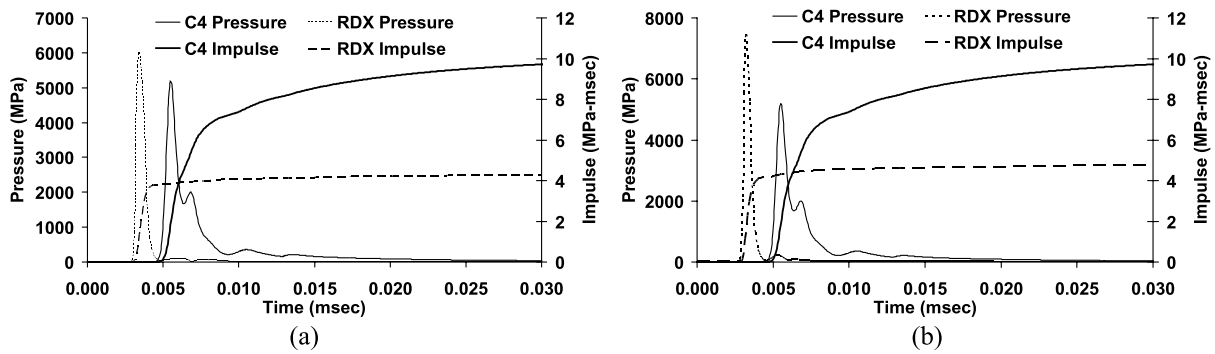 C4 Pressure
RDX Pressure
C4 Impulse
RDX Impulse
Pressure (MPa)
7000
6000
5000
4000
3000
2000
1000
0
12
10
8
6
4
2
0
Impulse (MPa-msec)
0.000 0.005 0.010 0.015 0.020 0.025 0.030
Time (msec)
(a)
C4 Pressure
RDX Pressure
C4 Impulse
RDX Impulse
Pressure (MPa)
8000
6000
4000
2000
0
12
10
8
6
4
2
0
Impulse (MPa-msec)
0.000 0.005 0.010 0.015 0.020 0.025 0.030
Time (msec)
(b)